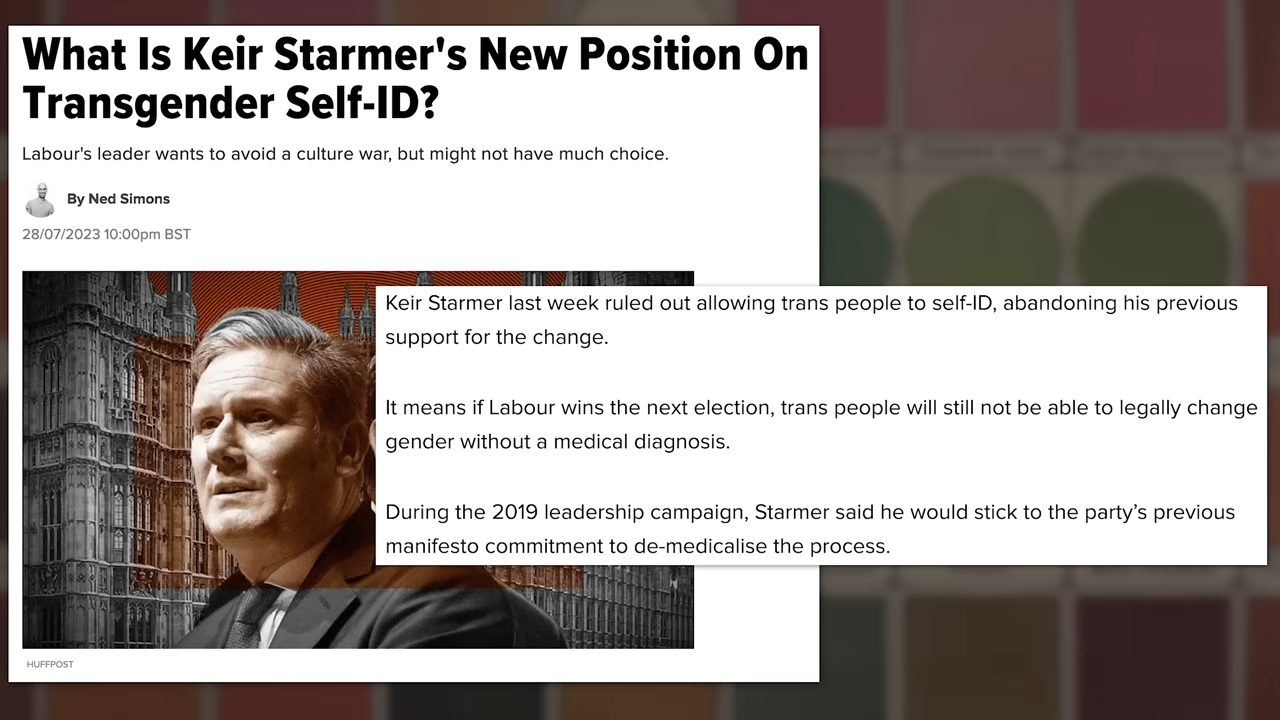 What Is Keir Starmer's New Position On
Transgender Self-ID?
Labour's leader wants to avoid a culture war, but might not have much choice.
By Ned Simons
28/07/2023 10:00pm BST
Keir Starmer last week ruled out allowing trans people to self-ID, abandoning his previous
support for the change.
It means if Labour wins the next election, trans people will still not be able to legally change
gender without a medical diagnosis.
During the 2019 leadership campaign, Starmer said he would stick to the party’s previous
manifesto commitment to de-medicalise the process.
HUFFPOST